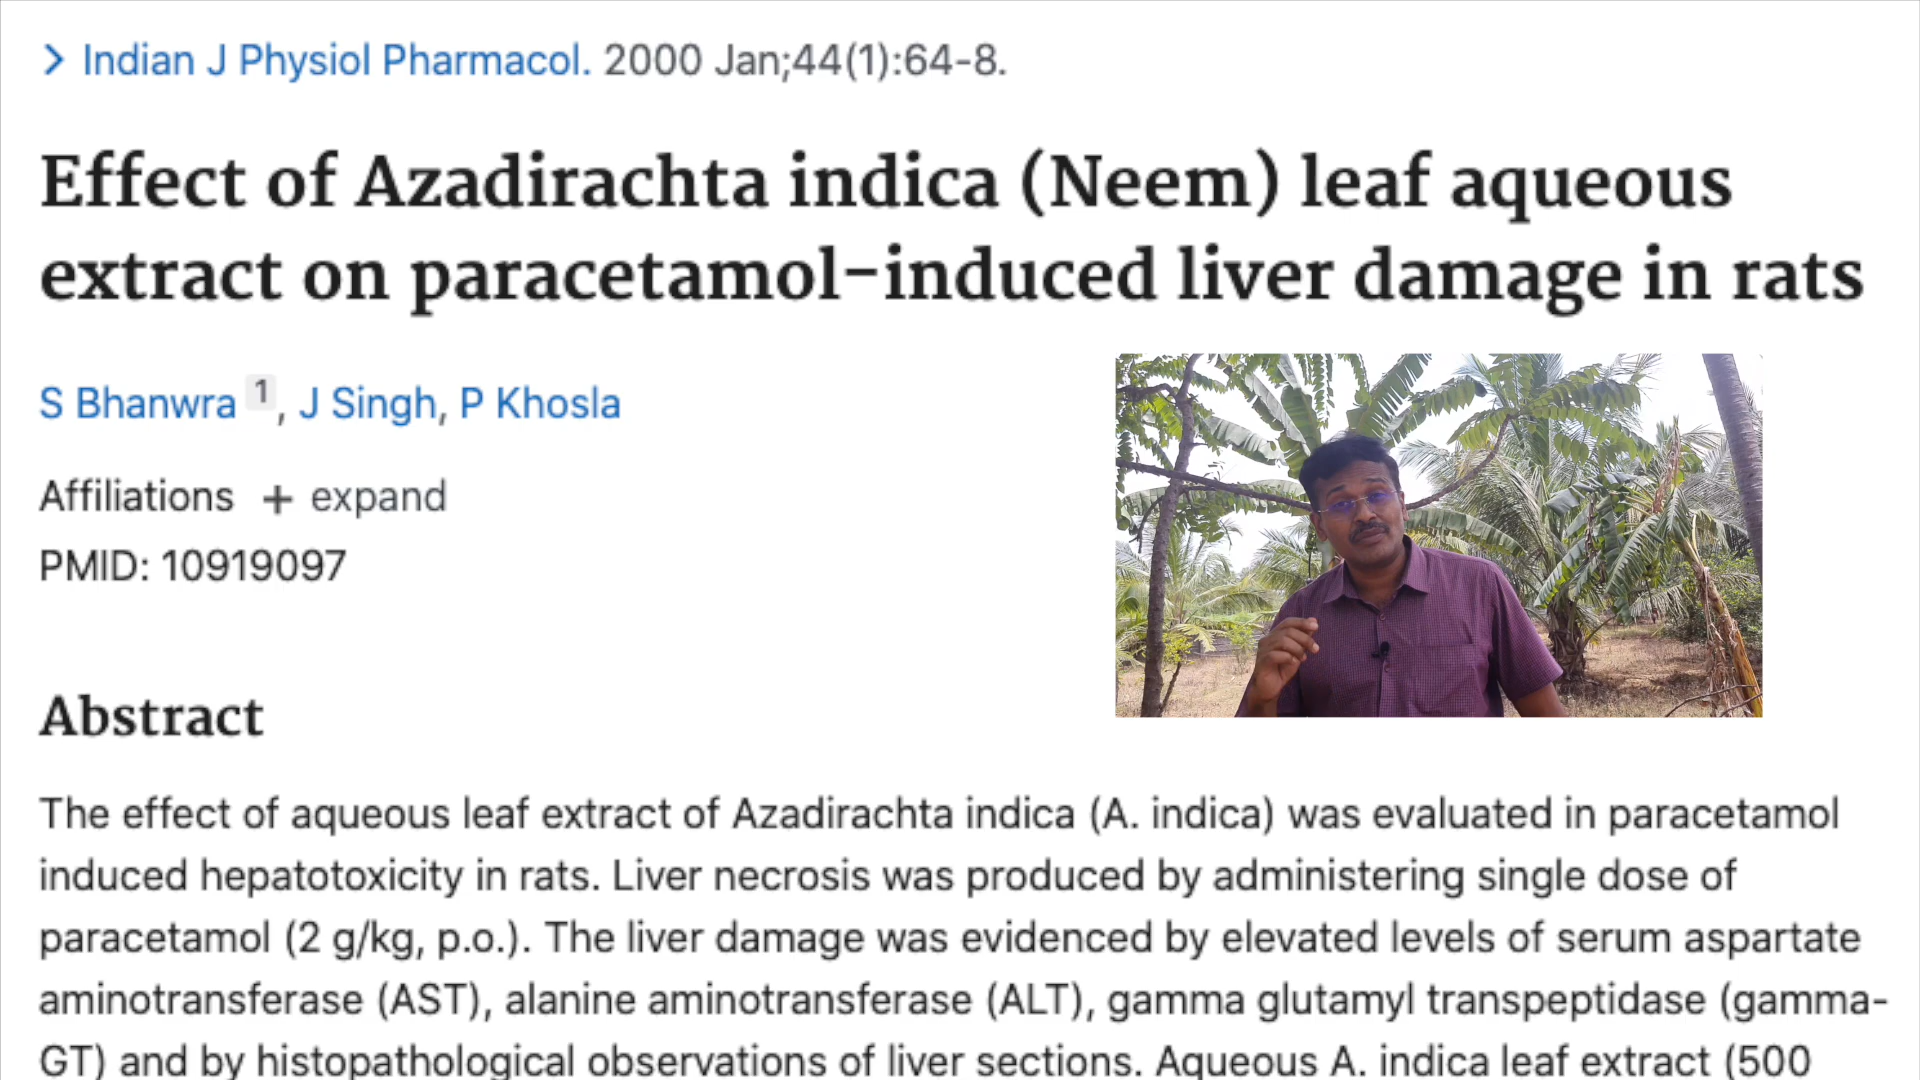 > Indian J Physiol Pharmacol. 2000 Jan;44(1):64-8.
Effect of Azadirachta indica (Neem) leaf aqueous
extract on paracetamol-induced liver damage in rats
S Bhanwra 1, J Singh, P Khosla
Affiliations + expand
PMID: 10919097
Abstract
The effect of aqueous leaf extract of Azadirachta indica (A. indica) was evaluated in paracetamol
induced hepatotoxicity in rats. Liver necrosis was produced by administering single dose of
paracetamol (2 g/kg, p.o.). The liver damage was evidenced by elevated levels of serum aspartate
aminotransferase (AST), alanine aminotransferase (ALT), gamma glutamyl transpeptidase (gamma-
GT) and by histopathological observations of liver sections. Aqueous A. indica leaf extract (500